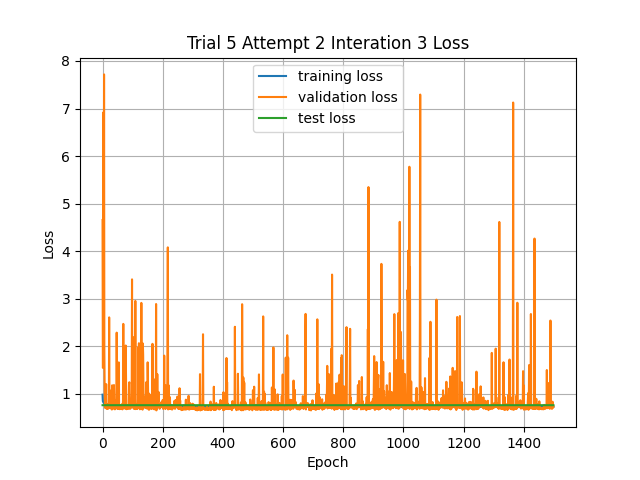 Trial 5 Attempt 2 Interation 3 Loss
training loss
validation loss
test loss
8
7
6
5
4
3
2
1
Loss
0
200
400
600
800
1000
1200
1400
Epoch